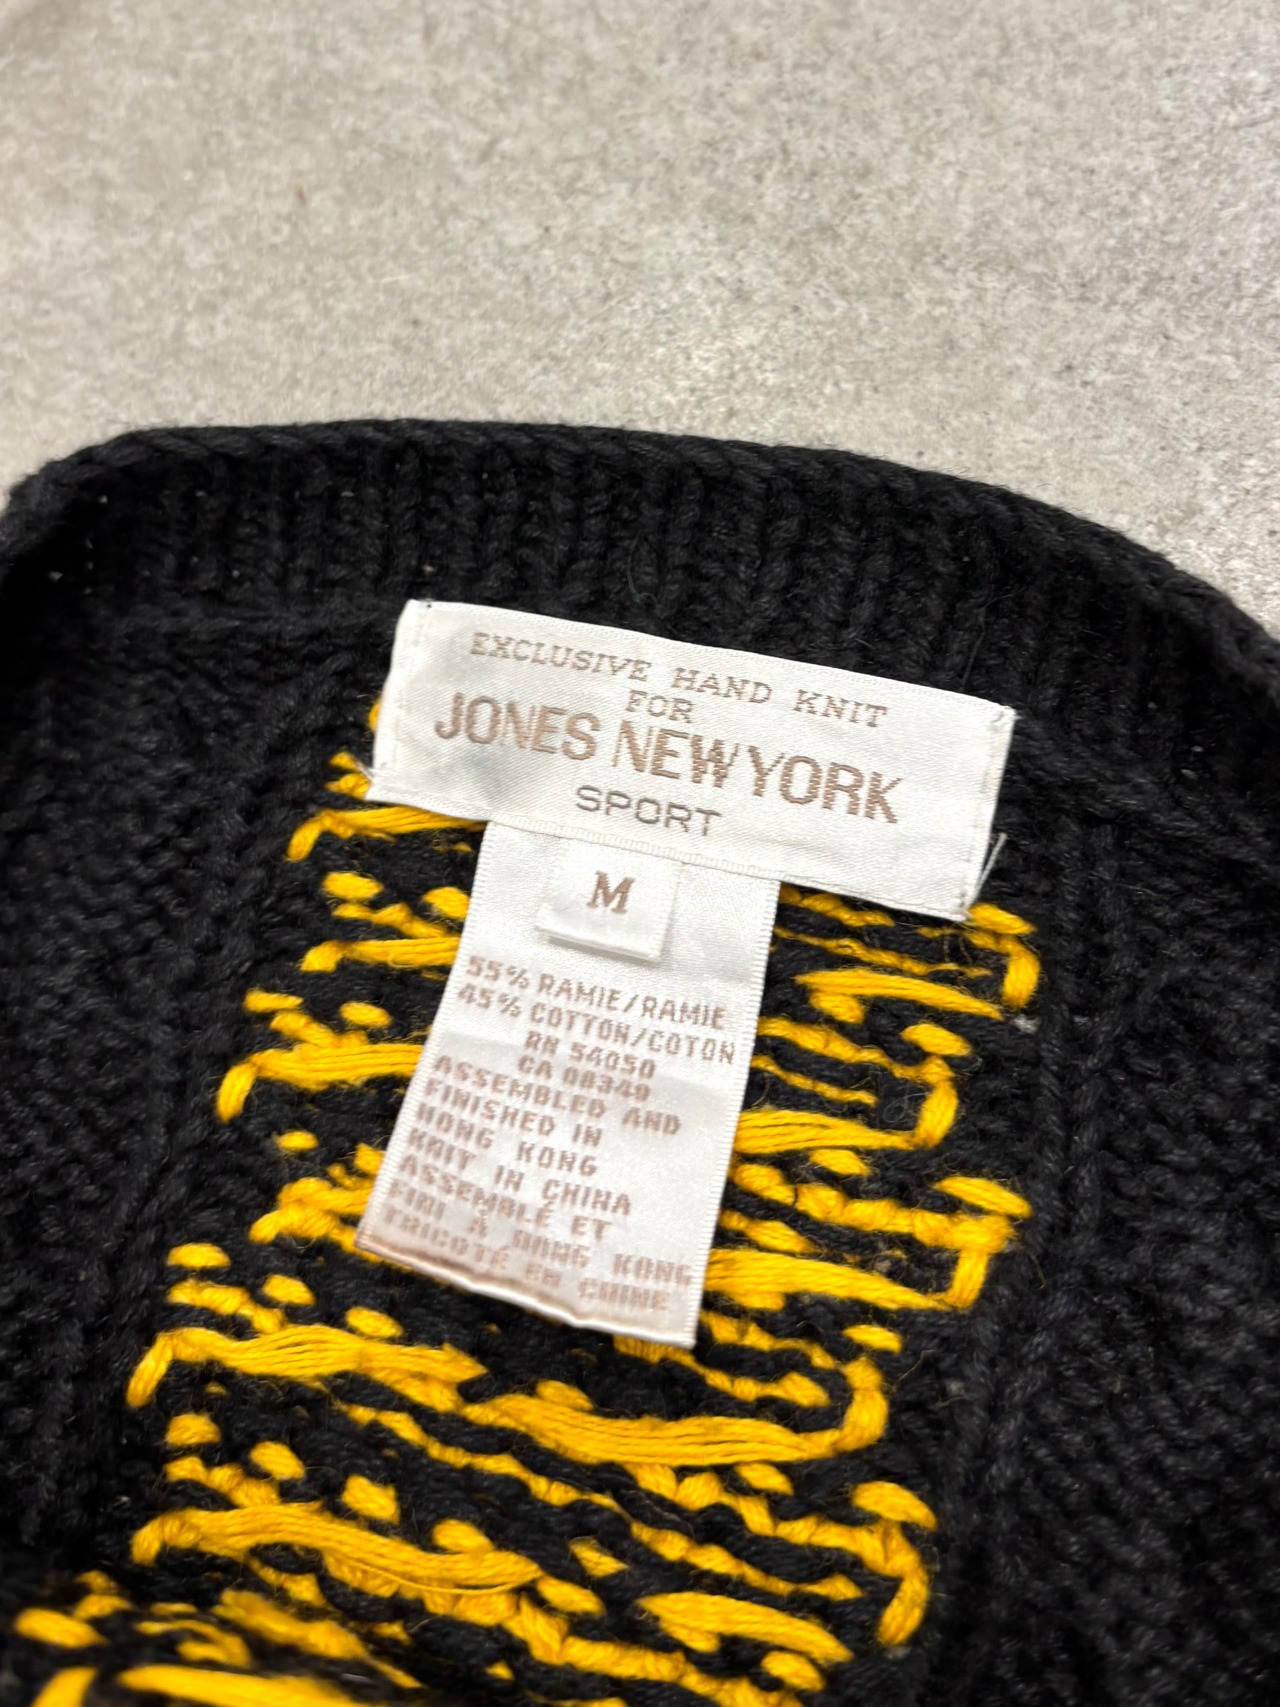 EXCLUSIVE HAND KNIT
FOR
JONES NEW YORK
SPORT
M
55% RAMIE/RAMIE
45% COTTON/COTON
RN 54050
CA 08349
ASSEMBLED AND
FINISHED IN
HONG KONG
KNIT IN CHINA
ASSEMBLÉ ET
FINI À HONG KONG
TRICOTÉ EN CHINE